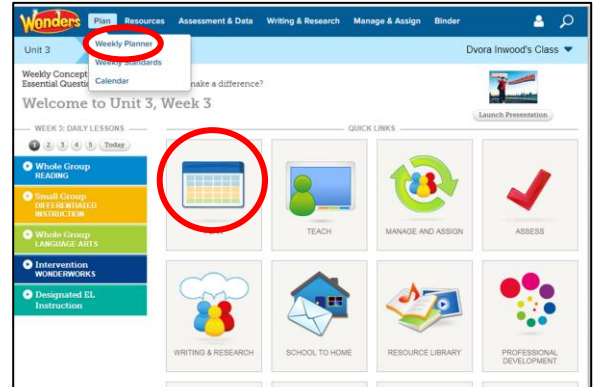 Wonders Plan Resources Assessment & Data Writing & Research Manage & Assign Binder
Unit 3 Dvora Inwood's Class
Weekly Planner
Weekly Standards
Calendar
Weekly Concept
Essential Questi make a difference?
Welcome to Unit 3, Week 3
Launch Presentation
WEEK 3: DAILY LESSONS
QUICK LINKS
1 2 3 4 5 Today
Whole Group
READING
Small Group
DIFFERENTIATED
INSTRUCTION
Whole Group
LANGUAGE ARTS
Intervention
WONDERWORKS
Designated EL
Instruction
TEACH
MANAGE AND ASSIGN
ASSESS
WRITING & RESEARCH
SCHOOL TO HOME
RESOURCE LIBRARY
PROFESSIONAL
DEVELOPMENT